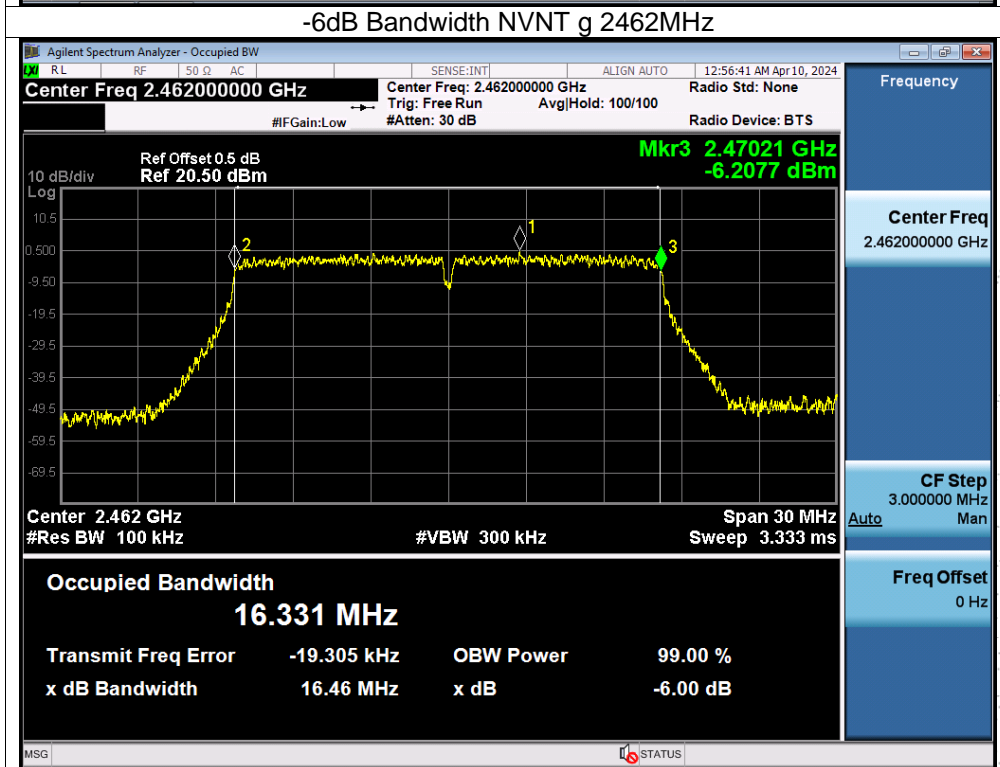 -6dB Bandwidth NVNT g 2462MHz
Agilent Spectrum Analyzer - Occupied BW
LXI RL RF 50 Ω AC SENSE:INT ALIGN AUTO 12:56:41 AM Apr 10, 2024
Center Freq 2.462000000 GHz
Center Freq: 2.462000000 GHz Radio Std: None
Trig: Free Run Avg|Hold: 100/100
#IFGain:Low #Atten: 30 dB Radio Device: BTS
Mkr3 2.47021 GHz
-6.2077 dBm
Ref Offset 0.5 dB
10 dB/div Ref 20.50 dBm
Log
10.5
0.500
-9.50
-19.5
-29.5
-39.5
-49.5
-59.5
-69.5
1
2
3
Center 2.462 GHz Span 30 MHz
#Res BW 100 kHz #VBW 300 kHz Sweep 3.333 ms
Occupied Bandwidth
16.331 MHz
Transmit Freq Error -19.305 kHz OBW Power 99.00 %
x dB Bandwidth 16.46 MHz x dB -6.00 dB
Frequency
Center Freq
2.462000000 GHz
CF Step
3.000000 MHz
Auto Man
Freq Offset
0 Hz
MSG STATUS